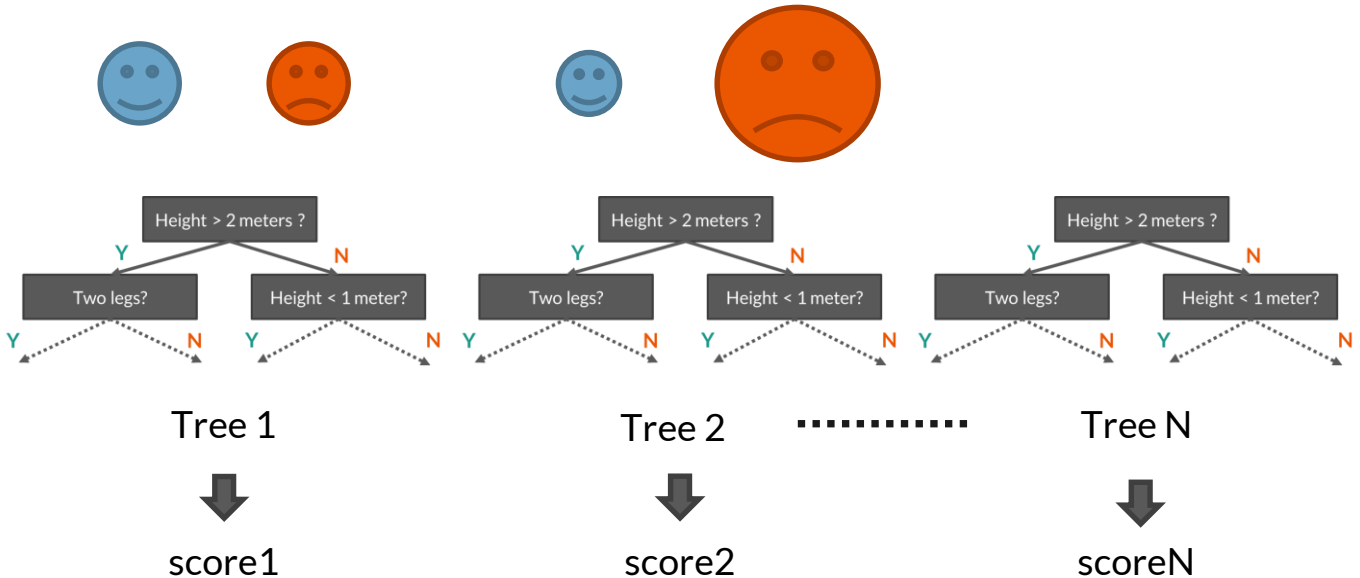 Height > 2 meters ?
Y
N
Two legs?
Height < 1 meter?
Y
N
Y
N
Tree 1
score1
Height > 2 meters ?
Y
N
Two legs?
Height < 1 meter?
Y
N
Y
N
Tree 2
score2
Height > 2 meters ?
Y
N
Two legs?
Height < 1 meter?
Y
N
Y
N
Tree N
scoreN